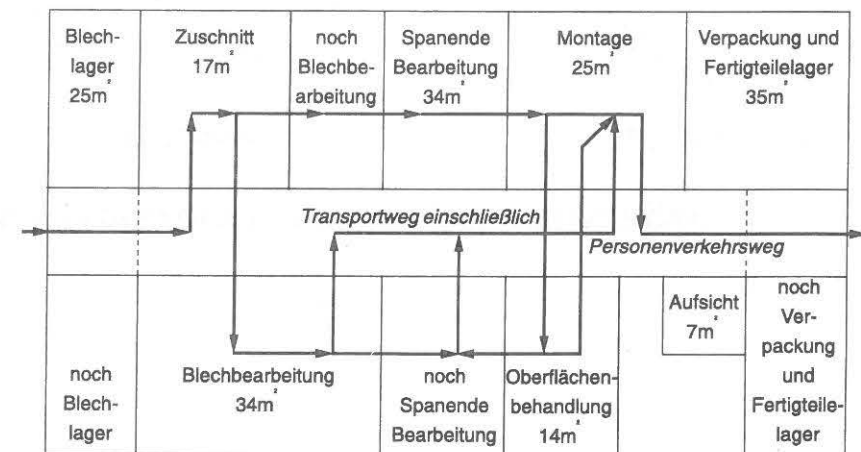 Blech-
lager
25m²
Zuschnitt
17m²
noch
Blechbe-
arbeitung
Spanende
Bearbeitung
34m²
Montage
25m²
Verpackung und
Fertigteilelager
35m²
Transportweg einschließlich
Personenverkehrsweg
noch
Blech-
lager
Blechbearbeitung
34m²
noch
Spanende
Bearbeitung
Oberflächen-
behandlung
14m²
Aufsicht
7m²
noch
Ver-
packung
und
Fertigteile-
lager